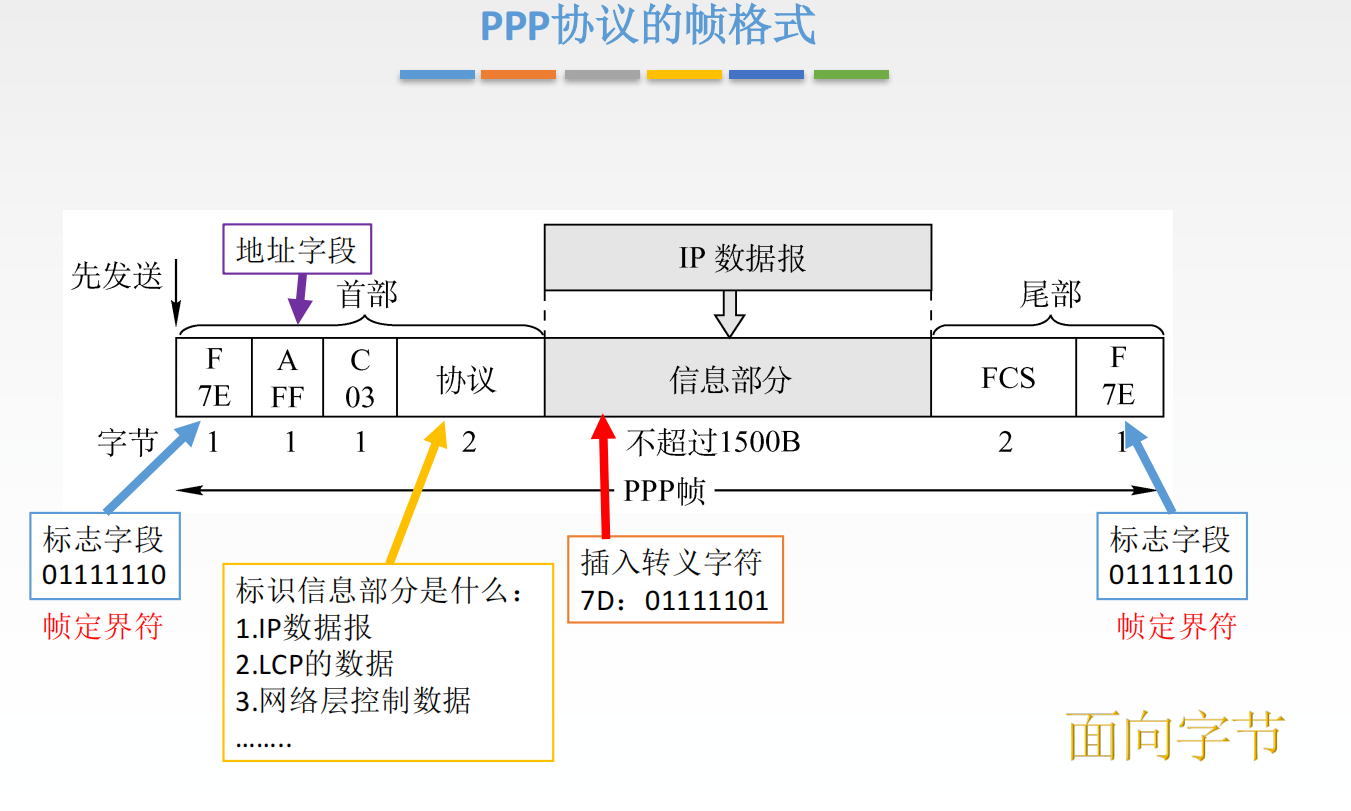 PPP协议的帧格式
地址字段
IP 数据报
先发送
首部
尾部
F
7E
A
FF
C
03
协议
信息部分
FCS
F
7E
字节
1
1
1
2
不超过1500B
2
1
PPP帧
标志字段
01111110
帧定界符
标识信息部分是什么：
1.IP数据报
2.LCP的数据
3.网络层控制数据
……..
插入转义字符
7D：01111101
标志字段
01111110
帧定界符
面向字节